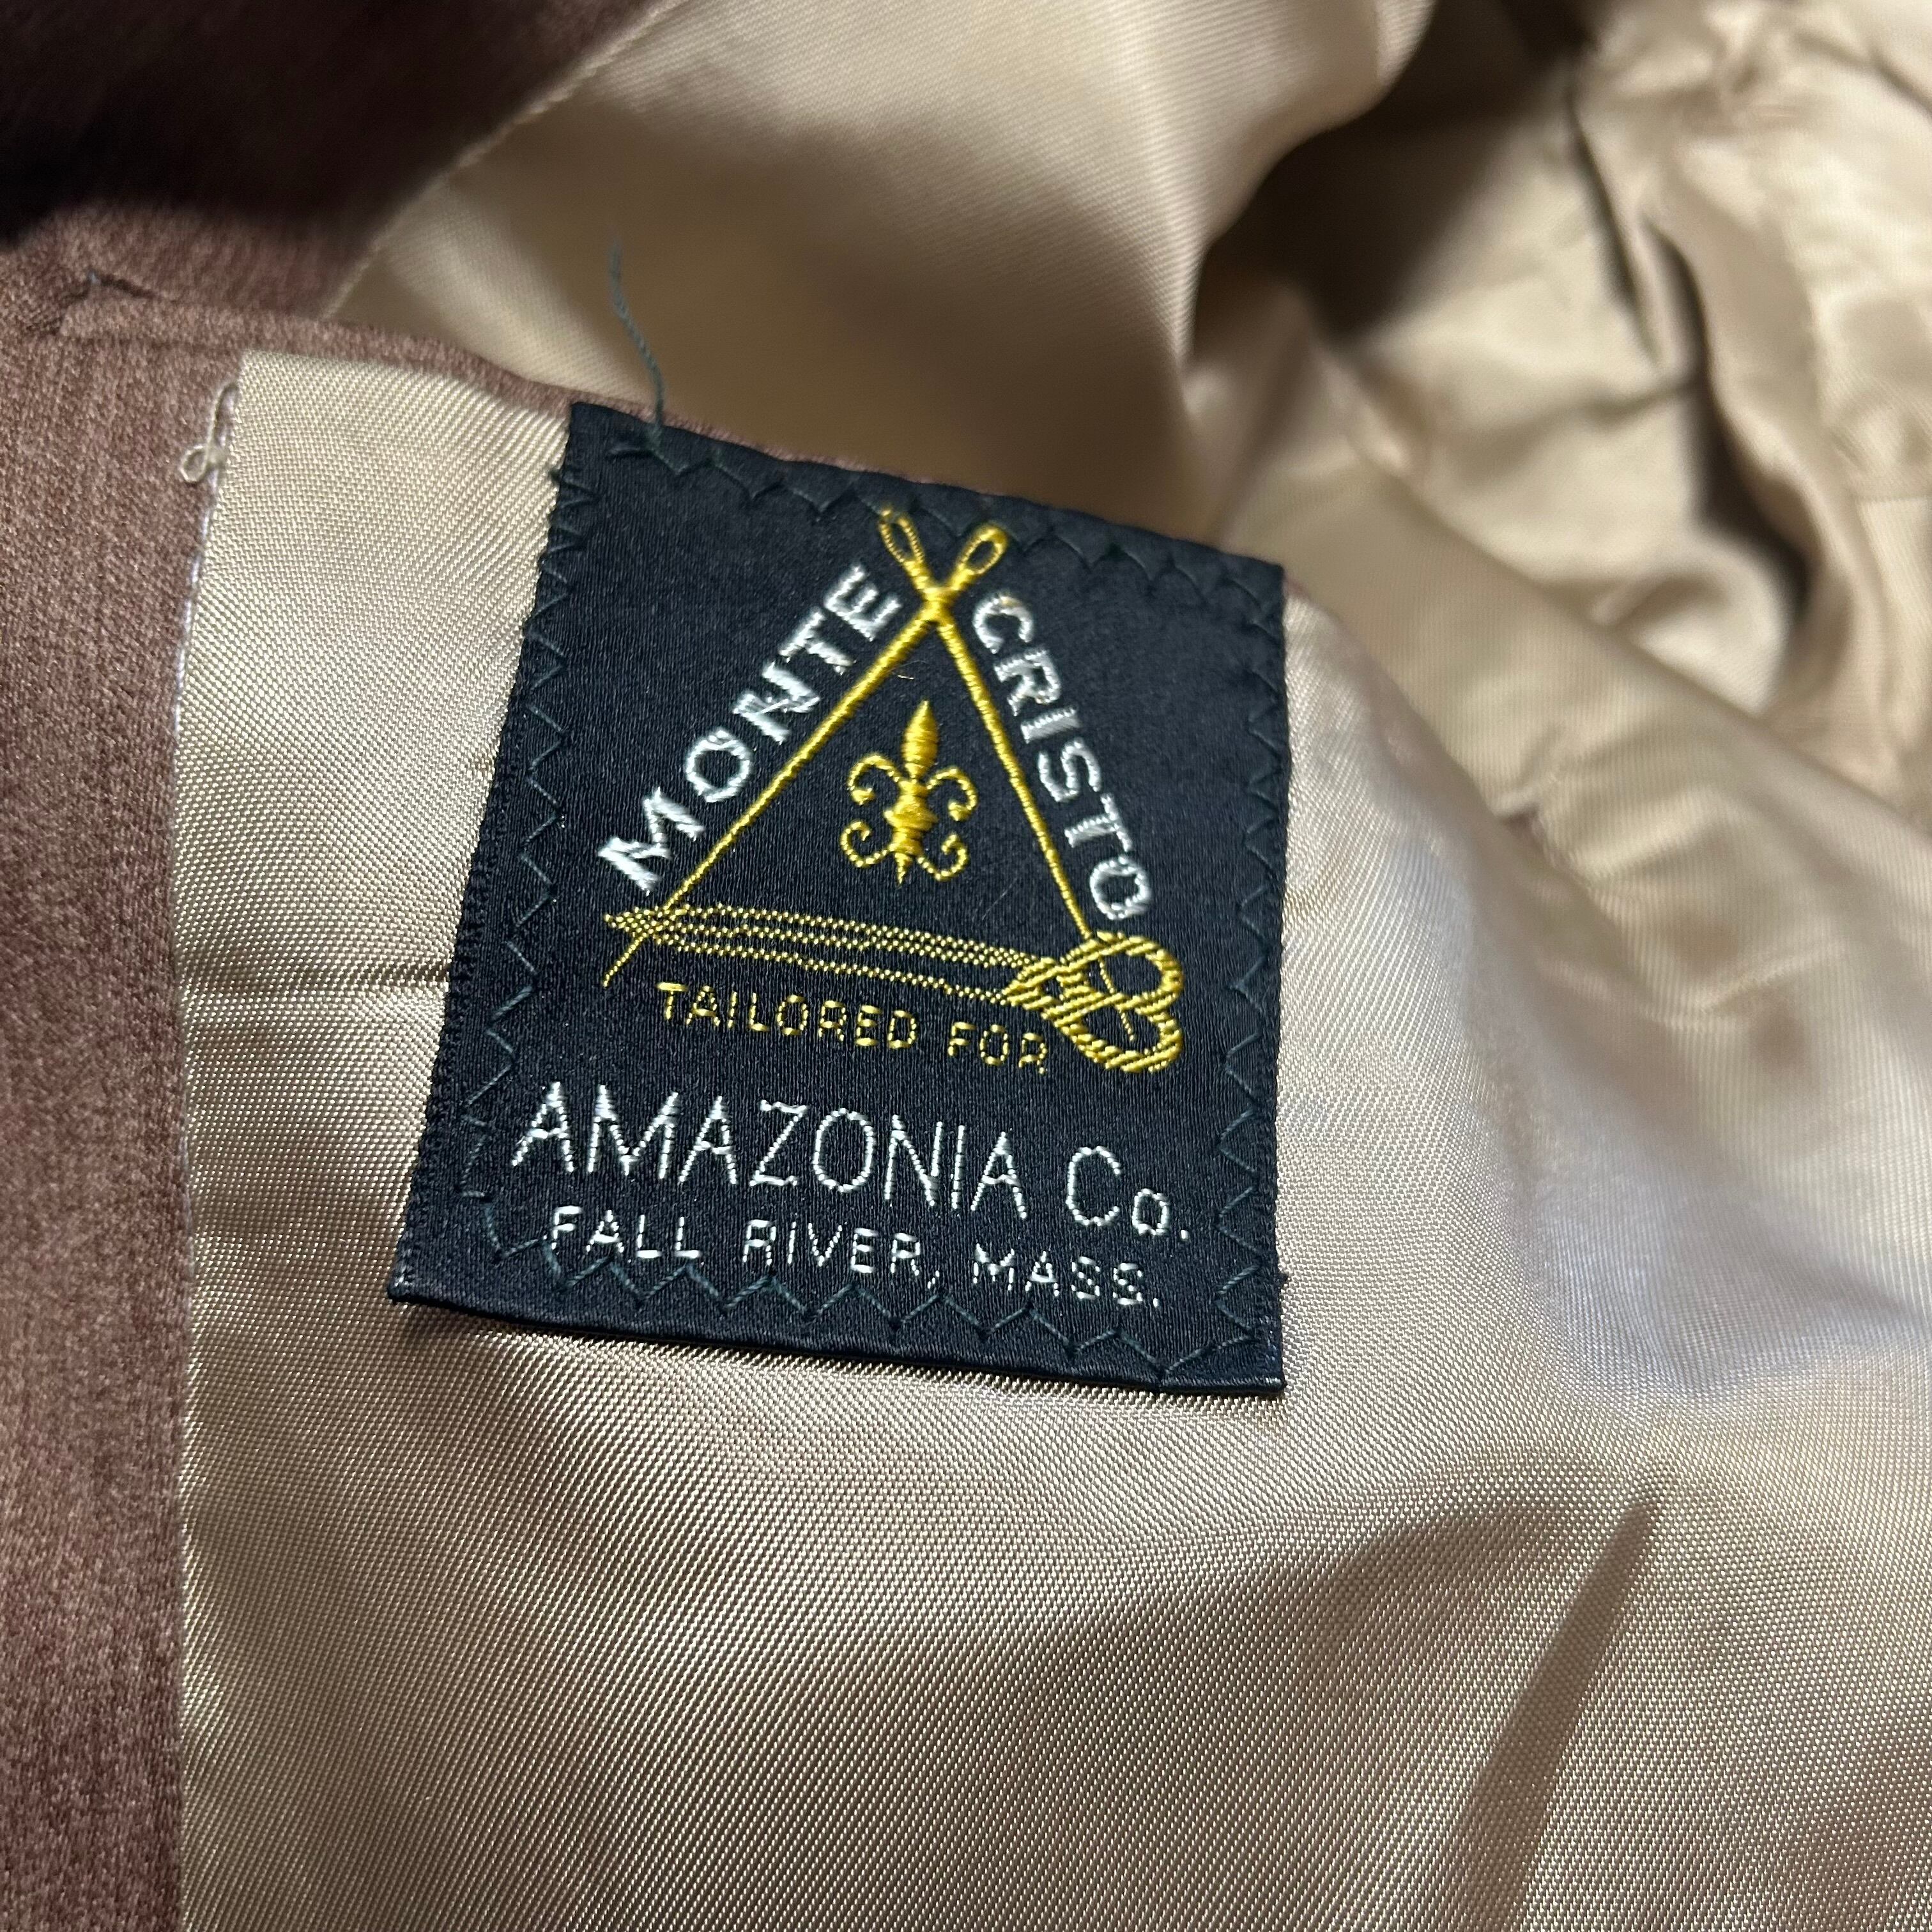 MONTE CRISTO
TAILORED FOR
AMAZONIA Co.
FALL RIVER, MASS.